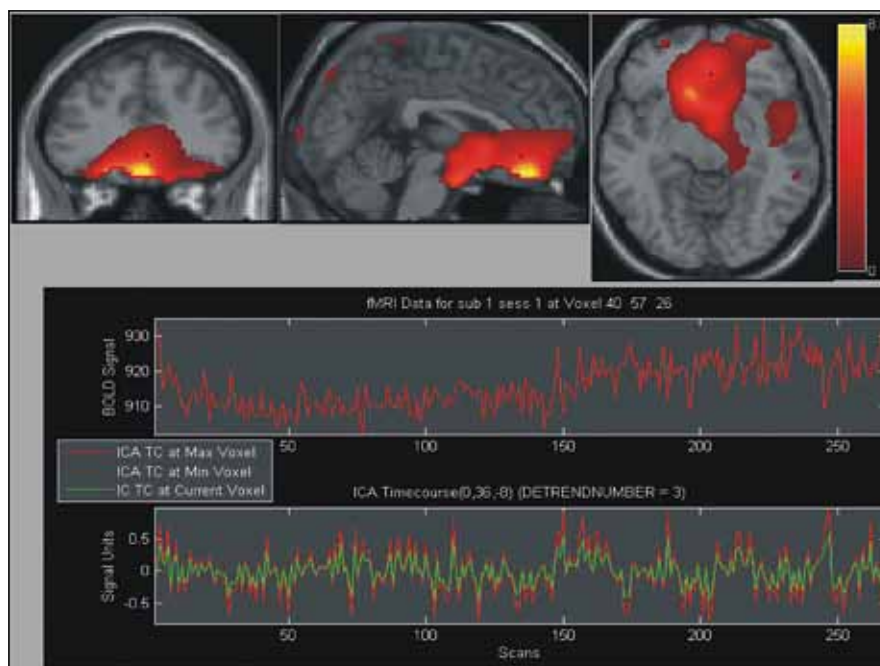 8.
0
fMRI Data for sub 1 sess 1 at Voxel 40 57 26
BOLD Signal
930
920
910
50 100 150 200 250
ICA TC at Max Voxel
ICA TC at Min Voxel
IC TC at Current Voxel
ICA Timecourse(0,36,-8) (DETRENDNUMBER = 3)
Signal Units
0.5
0
-0.5
50 100 150 200 250
Scans